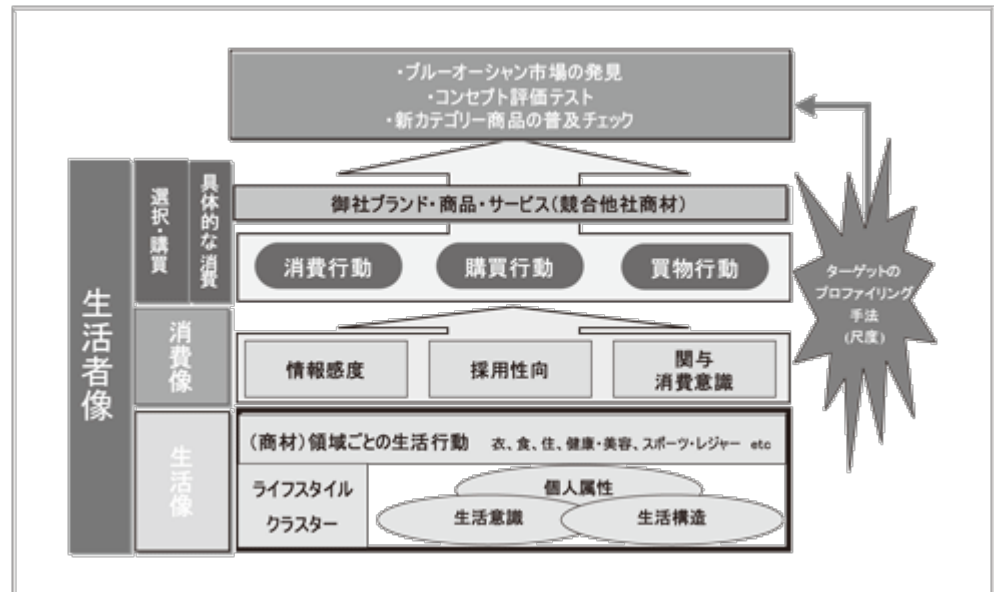 ・ブルーオーシャン市場の発見
・コンセプト評価テスト
・新カテゴリー商品の普及チェック
生活者像
選択・購買
具体的な消費
御社ブランド・商品・サービス(競合他社商材)
消費行動
購買行動
買物行動
ターゲットの
プロファイリング
手法
(尺度)
消費像
情報感度
採用性向
関与
消費意識
生活像
(商材)領域ごとの生活行動 衣、食、住、健康・美容、スポーツ・レジャー etc
ライフスタイル
クラスター
個人属性
生活意識
生活構造